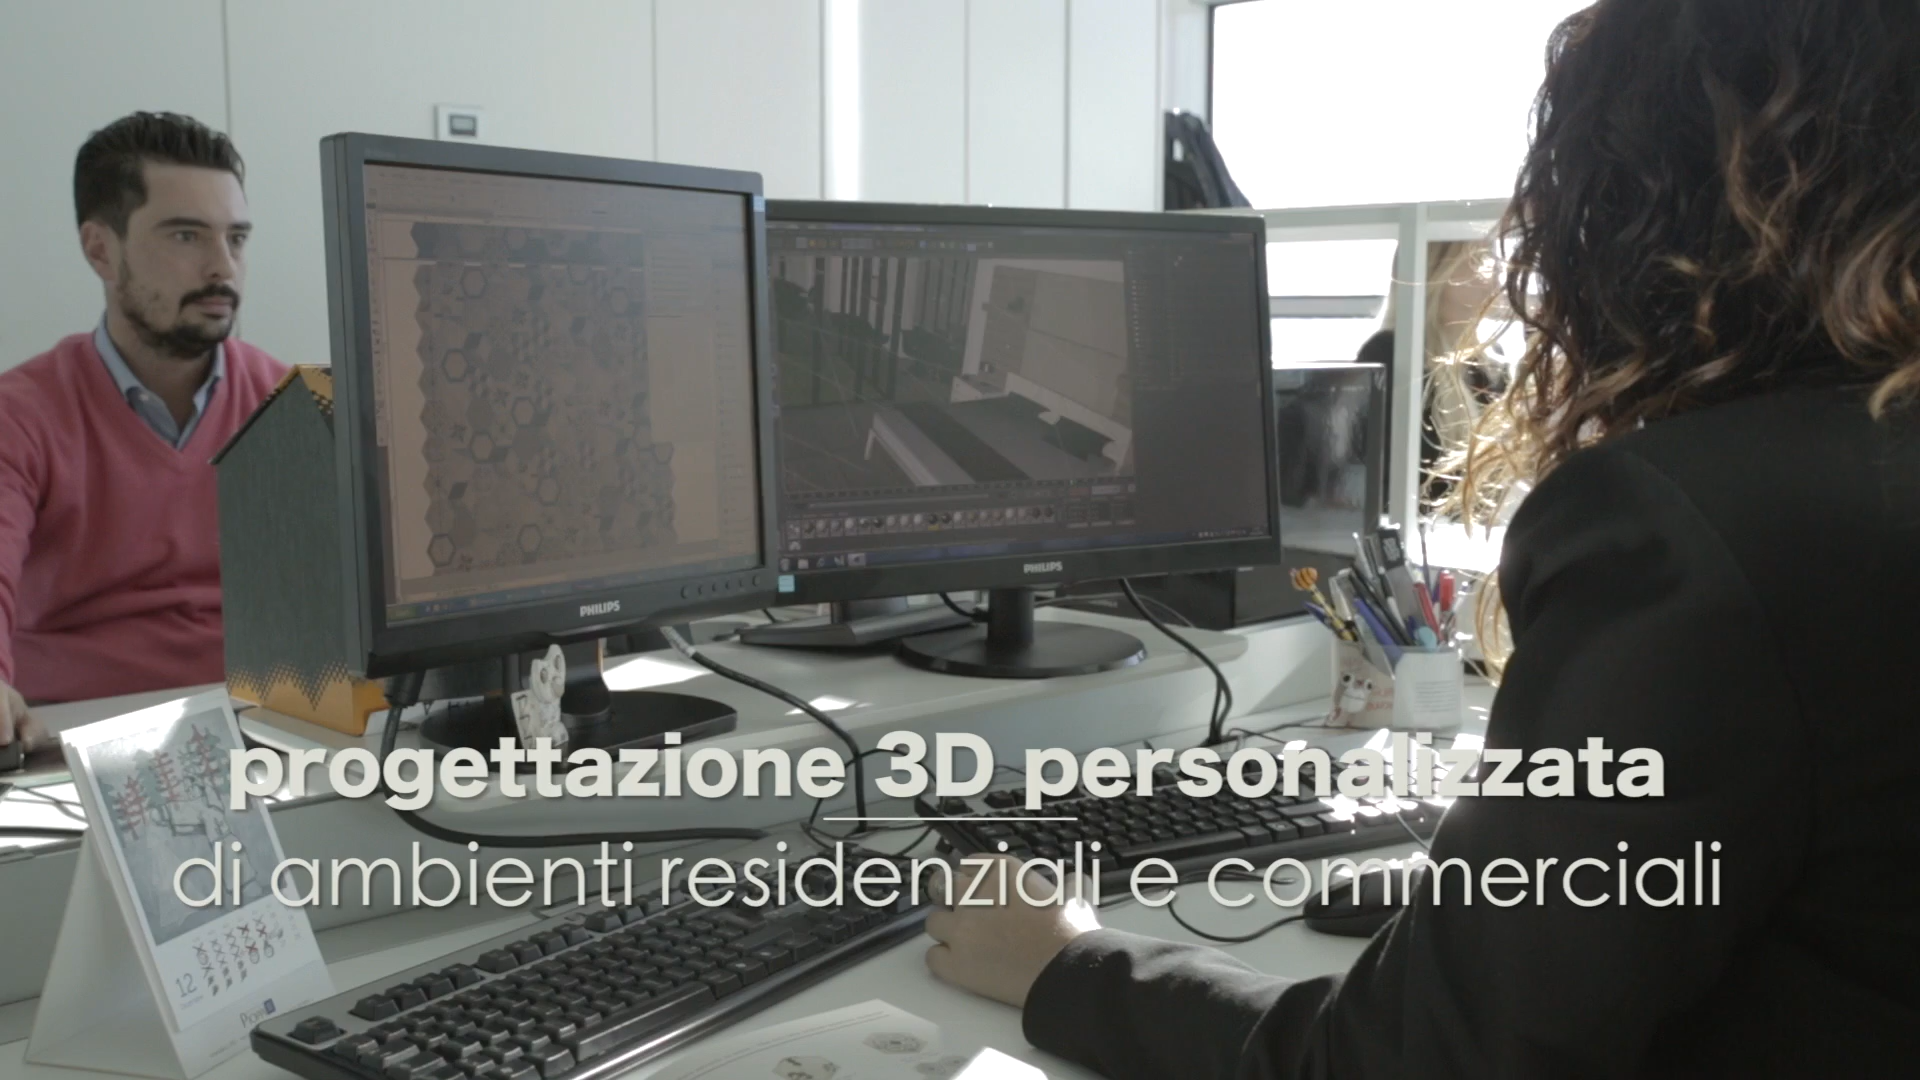 PHILIPS
PHILIPS
progettazione 3D personalizzata
di ambienti residenziali e commerciali
12